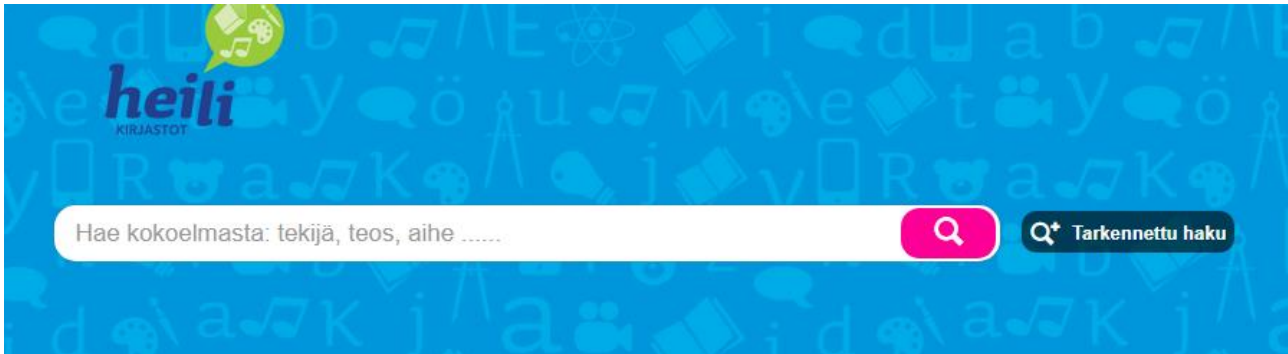 heili
KIRJASTOT
Hae kokoelmasta: tekijä, teos, aihe ......
Tarkennettu haku